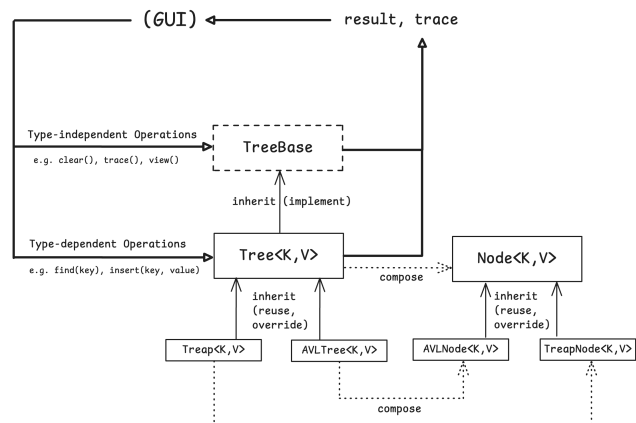 (GUI)
result, trace
Type-independent Operations
e.g. clear(), trace(), view()
TreeBase
inherit (implement)
Type-dependent Operations
e.g. find(key), insert(key, value)
Tree<K,V>
Node<K,V>
compose
inherit
(reuse,
override)
inherit
(reuse,
override)
Treap<K,V>
AVLTree<K,V>
AVLNode<K,V>
TreapNode<K,V>
compose